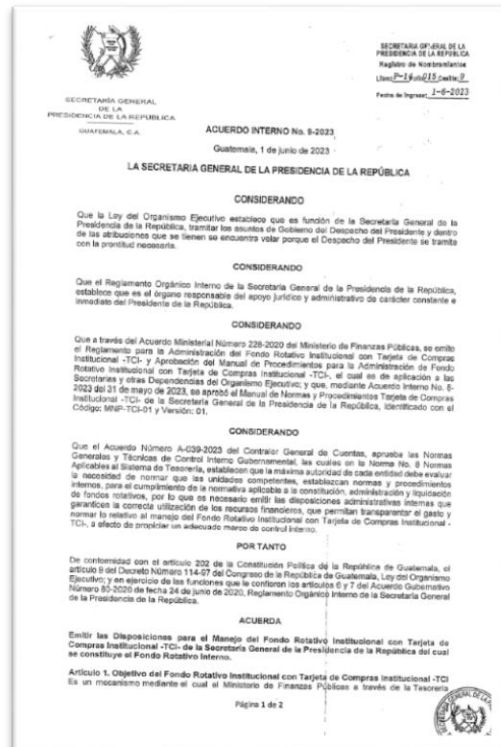 SECRETARÍA GENERAL DE LA
PRESIDENCIA DE LA REPÚBLICA
Registro de Nombramientos
Fecha de Ingreso: 1-6-2023
SECRETARÍA GENERAL
DE LA
PRESIDENCIA DE LA REPÚBLICA
GUATEMALA, C.A.
ACUERDO INTERNO No. 9-2023
Guatemala, 1 de junio de 2023
LA SECRETARIA GENERAL DE LA PRESIDENCIA DE LA REPÚBLICA
CONSIDERANDO
Que la Ley del Organismo Ejecutivo establece que es función de la Secretaría General de la
Presidencia de la República, tramitar los asuntos de Gobierno del Despacho del Presidente y dentro
de las atribuciones que se tienen se encuentra velar porque el Despacho del Presidente se tramite
con la prontitud necesaria.
CONSIDERANDO
Que el Reglamento Orgánico Interno de la Secretaría General de la Presidencia de la República,
establece que es el órgano responsable del apoyo jurídico y administrativo de carácter constante e
inmediato del Presidente de la República.
CONSIDERANDO
Que a través del Acuerdo Ministerial Número 228-2020 del Ministerio de Finanzas Públicas, se emite
el Reglamento para la Administración del Fondo Rotativo Institucional con Tarjeta de Compras
Institucional -TCI- y Aprobación del Manual de Procedimientos para la Administración de Fondo
Rotativo Institucional con Tarjeta de Compras Institucional -TCI-, el cual es de aplicación a las
Secretarías y otras Dependencias del Organismo Ejecutivo; y que, mediante Acuerdo Interno No. 8-
2023 del 31 de mayo de 2023, se aprobó el Manual de Normas y Procedimientos Tarjeta de Compras
Institucional -TCI- de la Secretaría General de la Presidencia de la República, identificado con el
Código: MNP-TCI-01 y Versión: 01.
CONSIDERANDO
Que el Acuerdo Número A-039-2023 del Contralor General de Cuentas, aprueba las Normas
Generales y Técnicas de Control Interno Gubernamental, las cuales en la Norma No. 8 Normas
Aplicables al Sistema de Tesorería, establecen que la máxima autoridad de cada entidad debe evaluar
la necesidad de normar que las unidades competentes, establezcan normas y procedimientos
internos, para el cumplimiento de la normativa aplicable a la constitución, administración y liquidación
de fondos rotativos, por lo que es necesario emitir las disposiciones administrativas internas que
garanticen la correcta utilización de los recursos financieros, que permitan transparentar el gasto y
normar lo relativo al manejo del Fondo Rotativo Institucional con Tarjeta de Compras Institucional -
TCI-, a efecto de propiciar un adecuado marco de control interno.
POR TANTO
De conformidad con el artículo 202 de la Constitución Política de la República de Guatemala, el
artículo 9 del Decreto Número 114-97 del Congreso de la República de Guatemala, Ley del Organismo
Ejecutivo; y en ejercicio de las funciones que le confieren los artículos 6 y 7 del Acuerdo Gubernativo
Número 80-2020 de fecha 24 de junio de 2020, Reglamento Orgánico Interno de la Secretaría General
de la Presidencia de la República.
ACUERDA
Emitir las Disposiciones para el Manejo del Fondo Rotativo Institucional con Tarjeta de
Compras Institucional -TCI- de la Secretaría General de la Presidencia de la República del cual
se constituye el Fondo Rotativo Interno.
Artículo 1. Objetivo del Fondo Rotativo Institucional con Tarjeta de Compras Institucional -TCI
Es un mecanismo mediante el cual el Ministerio de Finanzas Públicas a través de la Tesorería
Página 1 de 2